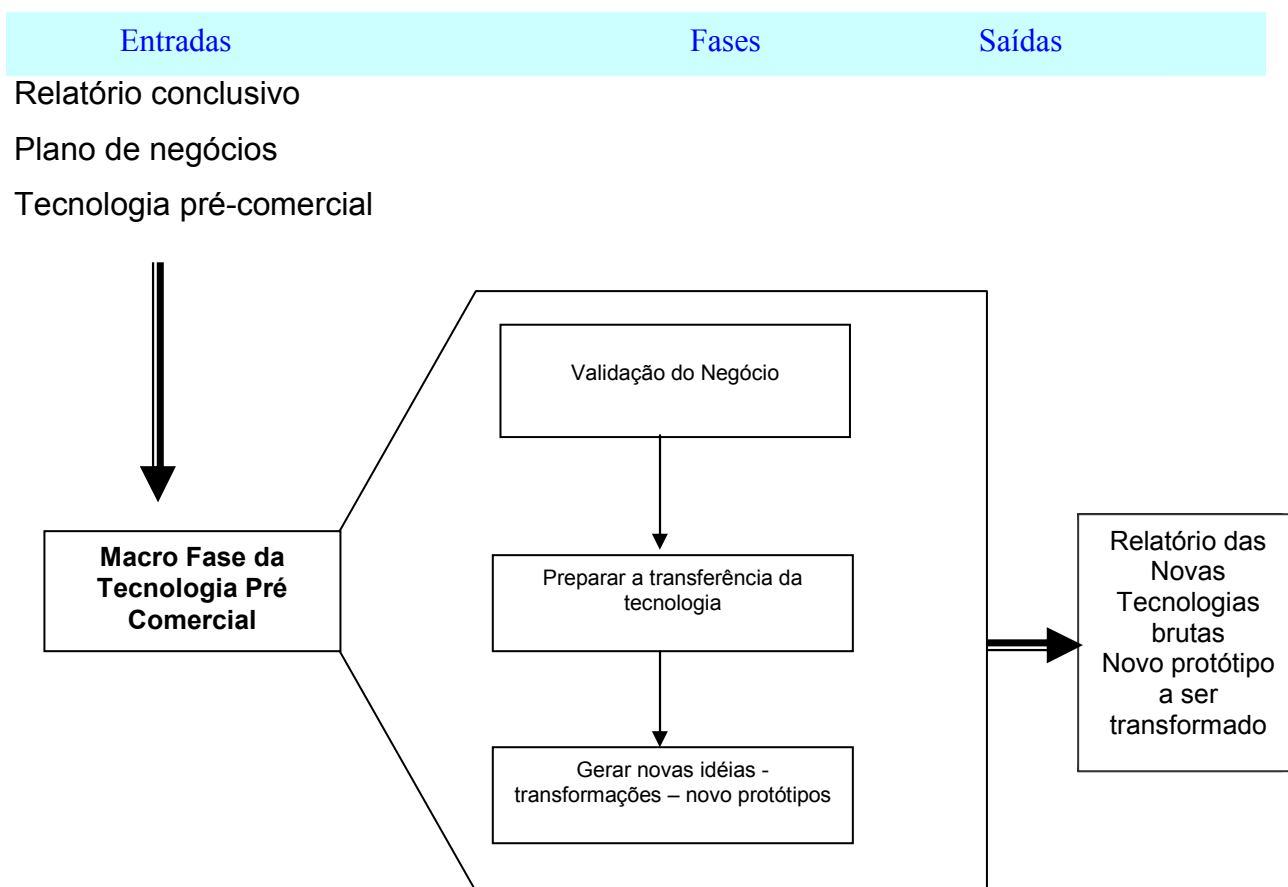 Entradas Fases Saídas
Relatório conclusivo
Plano de negócios
Tecnologia pré-comercial
Validação do Negócio
Macro Fase da
Tecnologia Pré
Comercial
Preparar a transferência da
tecnologia
Gerar novas idéias -
transformações – novo protótipos
Relatório das
Novas
Tecnologias
brutas
Novo protótipo
a ser
transformado